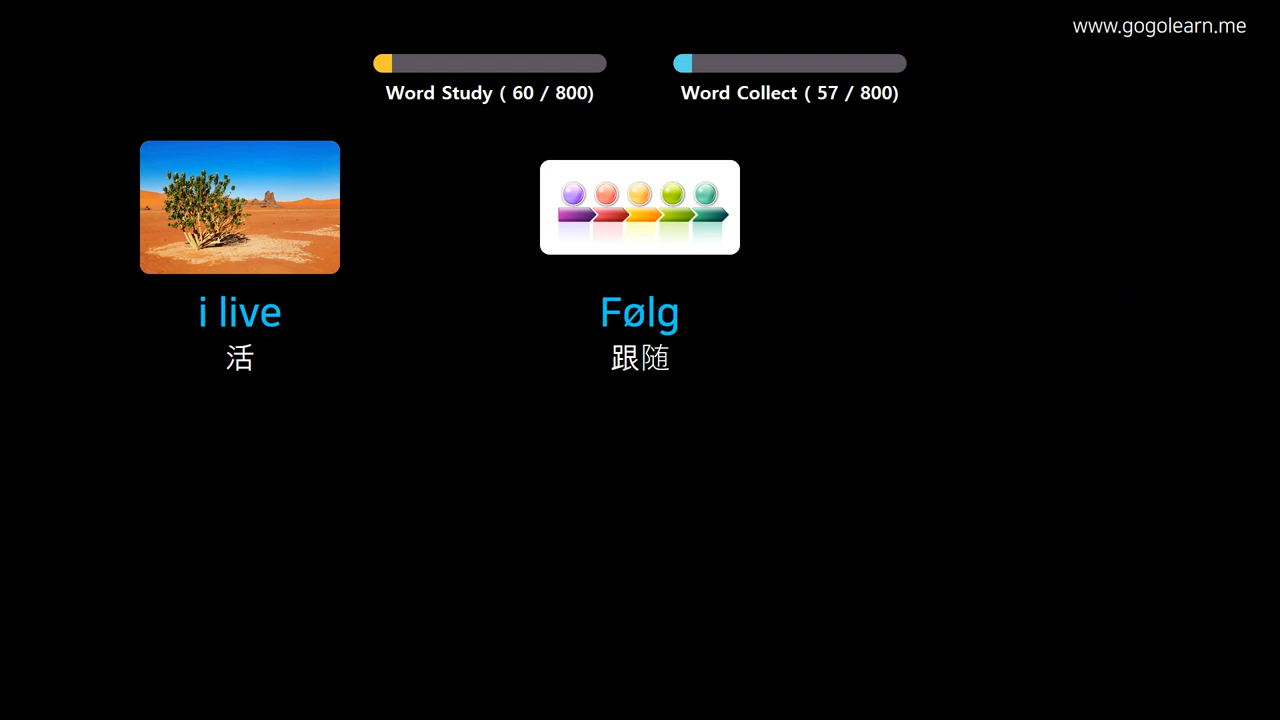 www.gogolearn.me
Word Study ( 60 / 800)
Word Collect ( 57 / 800)
i live
活
Følg
跟随